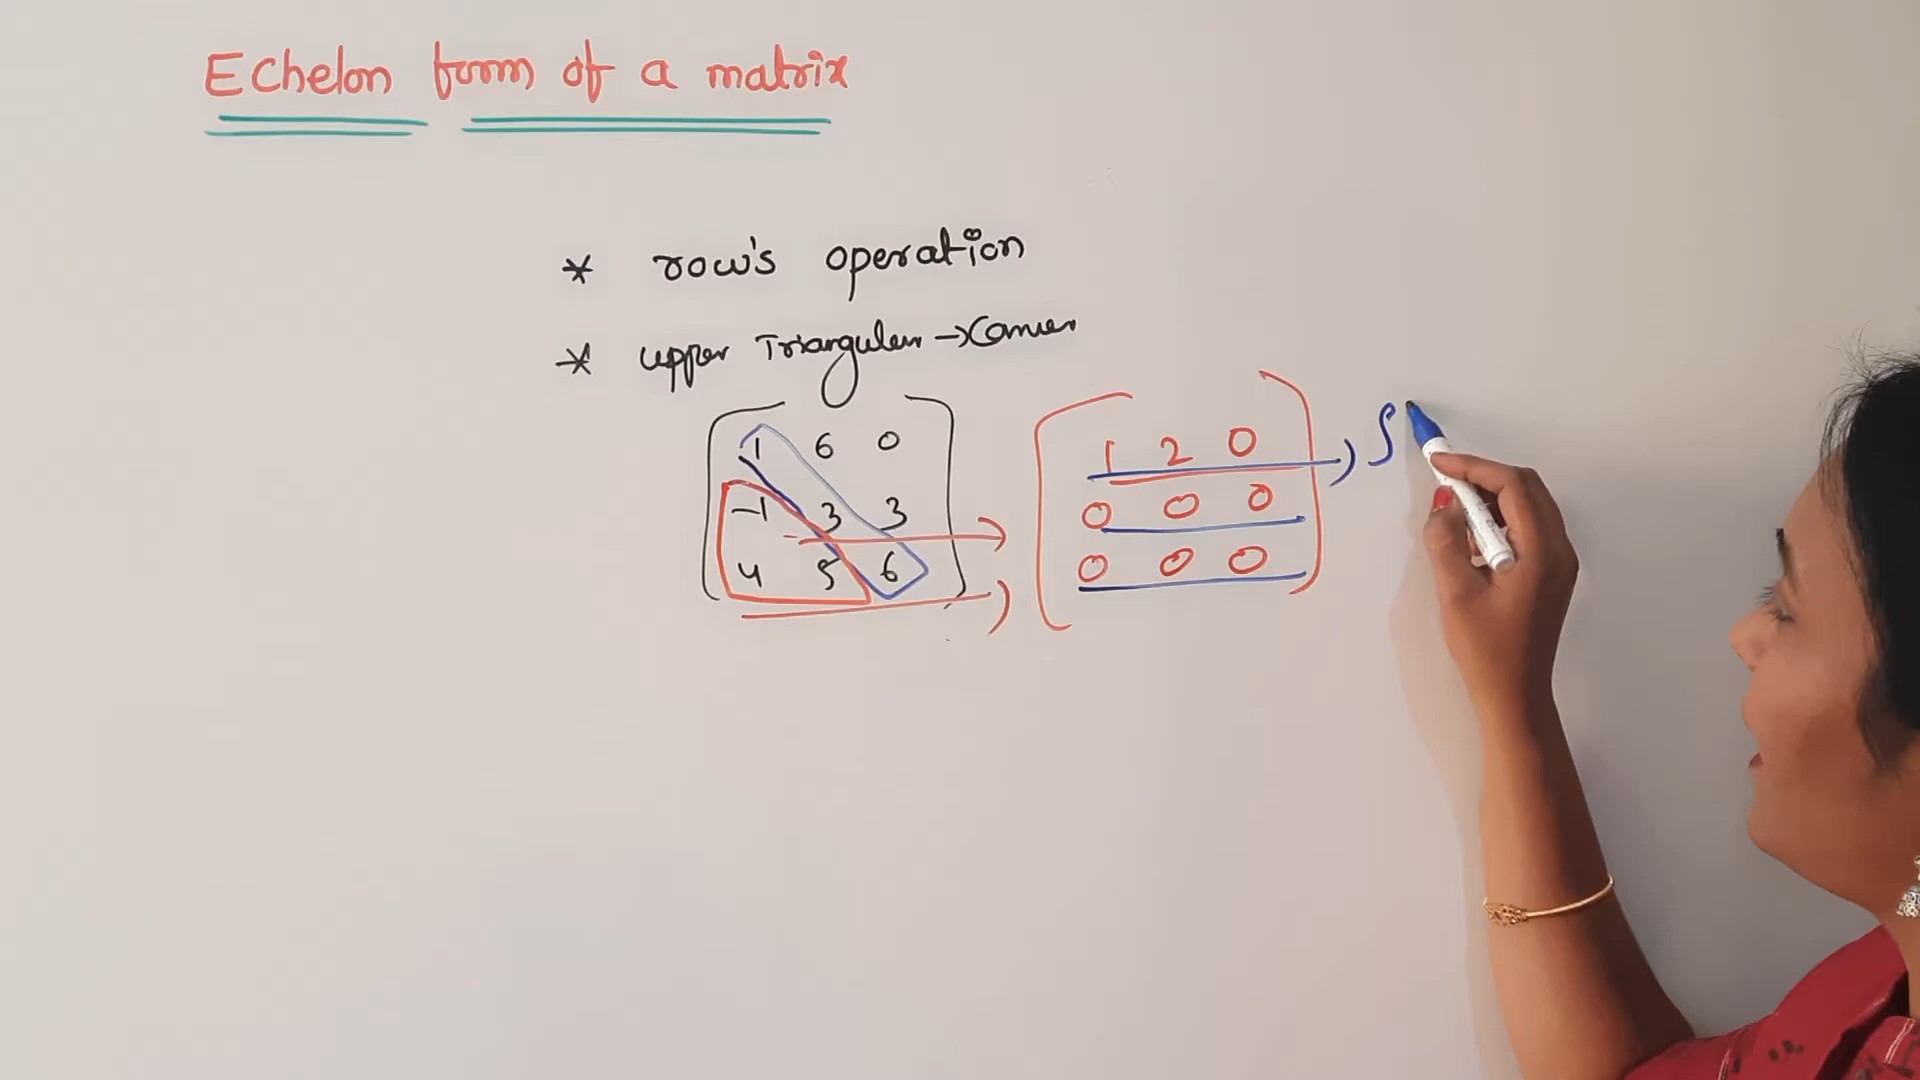 Echelon form of a matrix
* row's operation
* upper Triangular →
1 6 0
-1 3 3
4 5 6
1 2 0
0 0 0
0 0 0